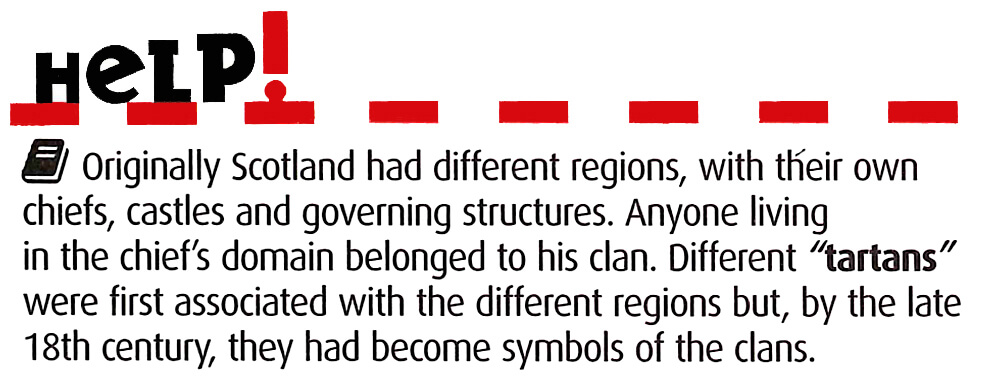 HeLP!
Originally Scotland had different regions, with their own
chiefs, castles and governing structures. Anyone living
in the chief's domain belonged to his clan. Different "tartans"
were first associated with the different regions but, by the late
18th century, they had become symbols of the clans.